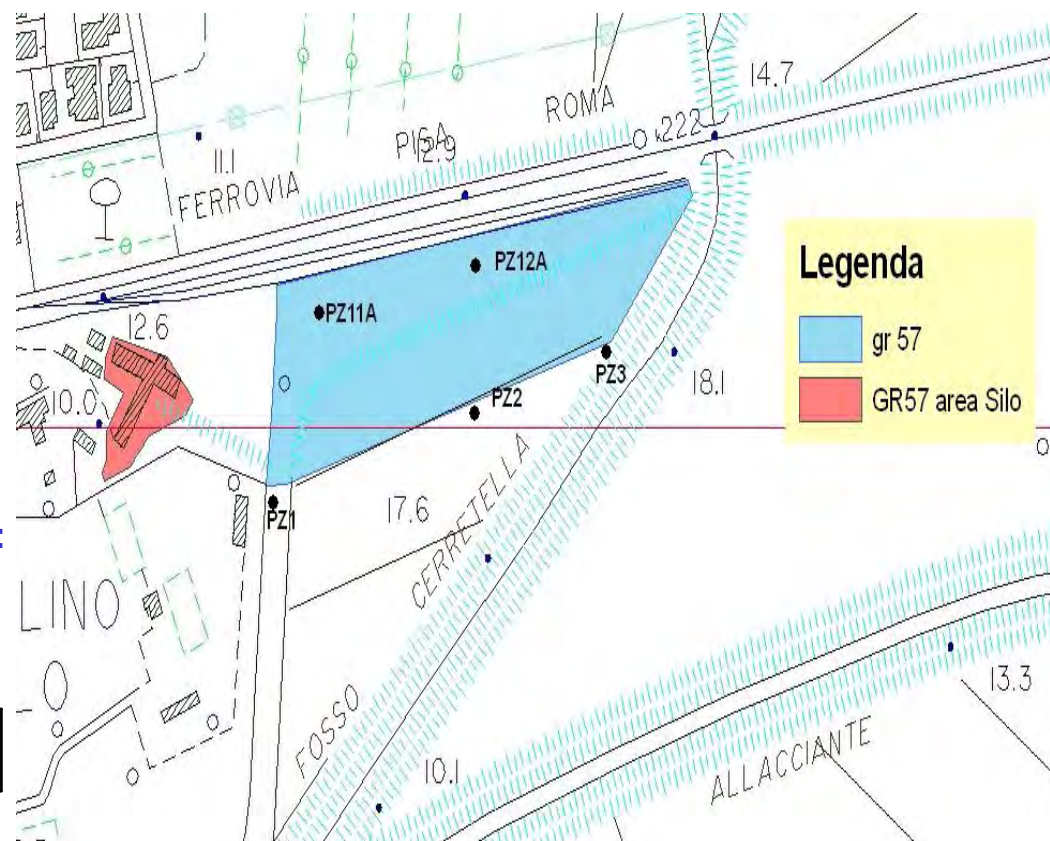 14.7
ROMA
222
PISA
12.9
11.1
FERROVIA
PZ12A
Legenda
PZ11A
12.6
gr 57
PZ3
18.1
PZ2
GR57 area Silo
10.0
PZ1
17.6
CERRETELLA
LINO
13.3
FOSSO
10.1
ALLACCIANTE